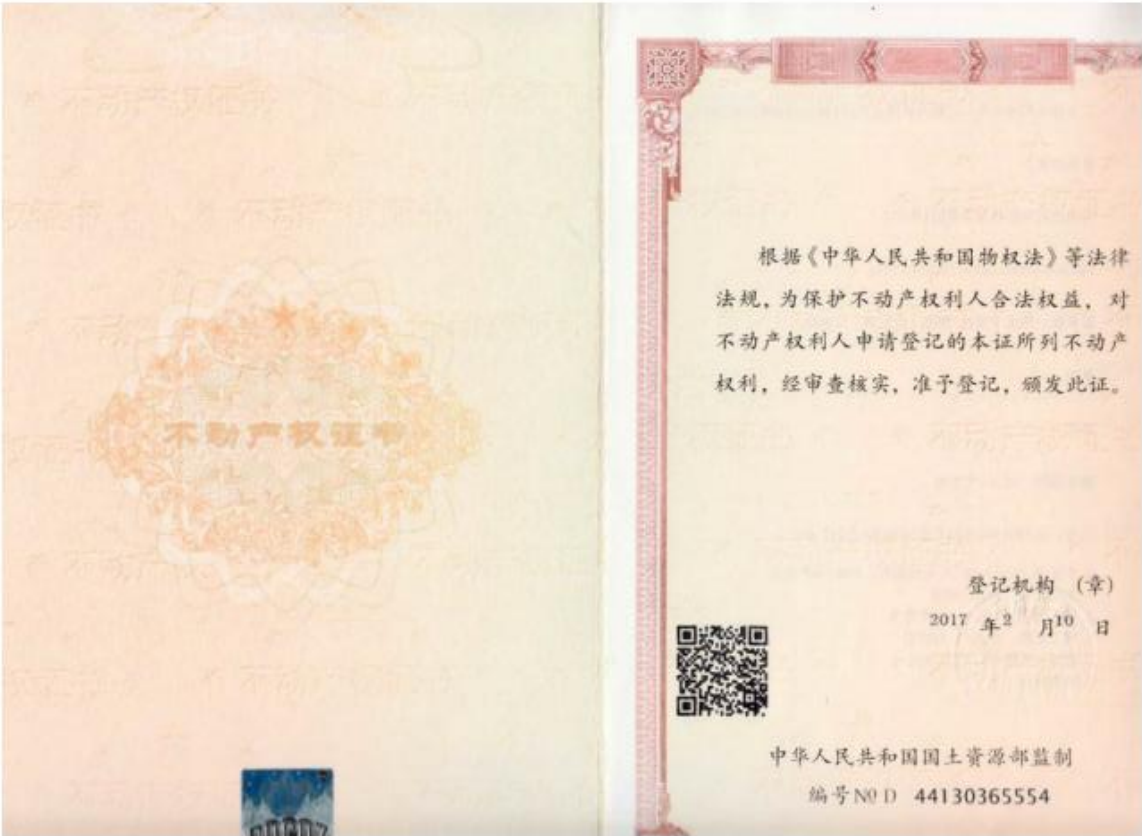 不动产权证书
根据《中华人民共和国物权法》等法律
法规,为保护不动产权利人合法权益,对
不动产权利人申请登记的本证所列不动产
权利,经审查核实,准予登记,颁发此证。
登记机构 (章)
2017 年 2 月 10 日
中华人民共和国国土资源部监制
编号№ D 44130365554